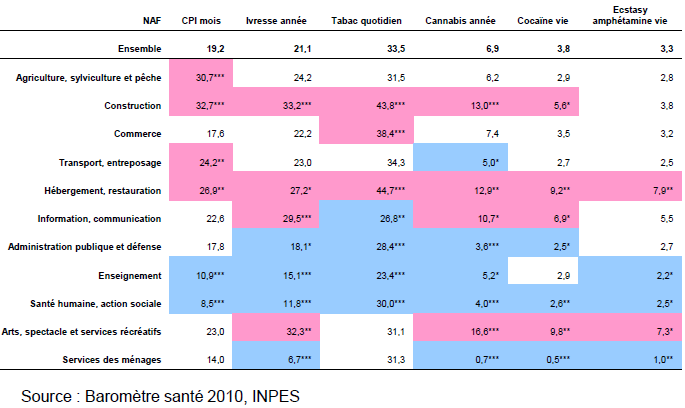 NAF CPI mois Ivresse année Tabac quotidien Cannabis année Cocaïne vie Ecstasy amphétamine vie
Ensemble 19,2 21,1 33,5 6,9 3,8 3,3
Agriculture, sylviculture et pêche 30,7*** 24,2 31,5 6,2 2,9 2,8
Construction 32,7*** 33,2*** 43,8*** 13,0*** 5,6* 3,8
Commerce 17,6 22,2 38,4*** 7,4 3,5 3,2
Transport, entreposage 24,2** 23,0 34,3 5,0* 2,7 2,5
Hébergement, restauration 26,9** 27,2* 44,7*** 12,9** 9,2** 7,9**
Information, communication 22,6 29,5*** 26,8** 10,7* 6,9* 5,5
Administration publique et défense 17,8 18,1* 28,4*** 3,6*** 2,5* 2,7
Enseignement 10,9*** 15,1*** 23,4*** 5,2* 2,9 2,2*
Santé humaine, action sociale 8,5*** 11,8*** 30,0*** 4,0*** 2,6** 2,5*
Arts, spectacle et services récréatifs 23,0 32,3** 31,1 16,6*** 9,8** 7,3*
Services des ménages 14,0 6,7*** 31,3 0,7*** 0,5*** 1,0**
Source : Baromètre santé 2010, INPES